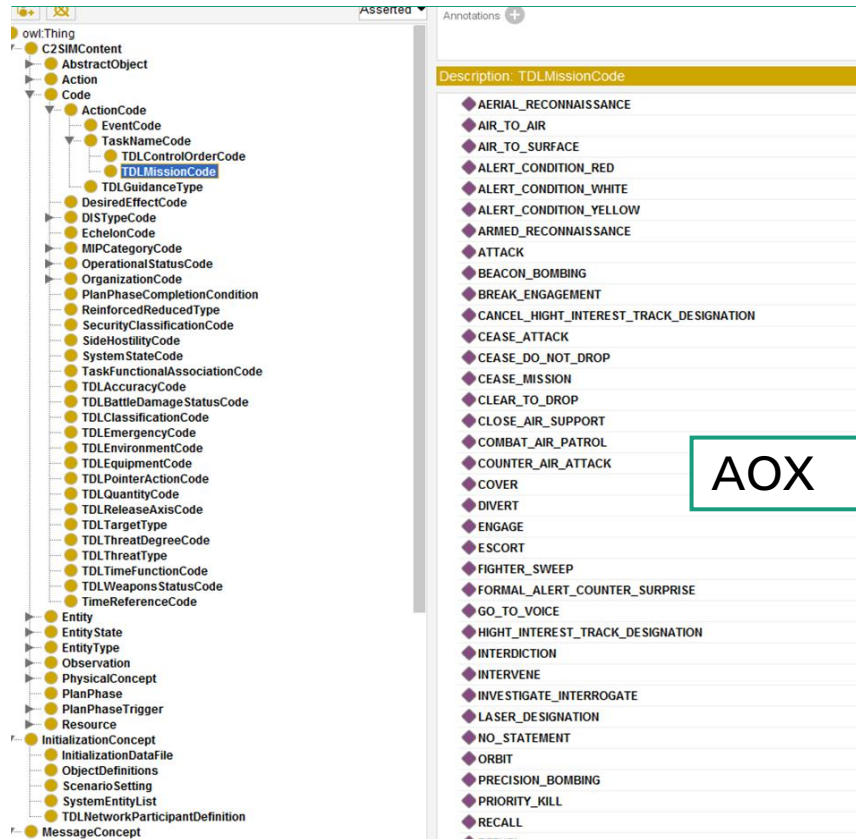 Asserted
owl:Thing
C2SIMContent
AbstractObject
Action
Code
ActionCode
EventCode
TaskNameCode
TDLControlOrderCode
TDLMissionCode
TDLGuidanceType
DesiredEffectCode
DISTypeCode
EchelonCode
MIPCategoryCode
OperationalStatusCode
OrganizationCode
PlanPhaseCompletionCondition
ReinforcedReducedType
SecurityClassificationCode
SideHostilityCode
SystemStateCode
TaskFunctionalAssociationCode
TDLAccuracyCode
TDLBattleDamageStatusCode
TDLClassificationCode
TDLEmergencyCode
TDLEnvironmentCode
TDLEquipmentCode
TDLPointerActionCode
TDLQuantityCode
TDLReleaseAxisCode
TDLTargetType
TDLThreatDegreeCode
TDLThreatType
TDLTimeFunctionCode
TDLWeaponsStatusCode
TimeReferenceCode
Entity
EntityState
EntityType
Observation
PhysicalConcept
PlanPhase
PlanPhaseTrigger
Resource
InitializationConcept
InitializationDataFile
ObjectDefinitions
ScenarioSetting
SystemEntityList
TDLNetworkParticipantDefinition
MessageConcept
Annotations
Description: TDLMissionCode
AERIAL_RECONNAISSANCE
AIR_TO_AIR
AIR_TO_SURFACE
ALERT_CONDITION_RED
ALERT_CONDITION_WHITE
ALERT_CONDITION_YELLOW
ARMED_RECONNAISSANCE
ATTACK
BEACON_BOMBING
BREAK_ENGAGEMENT
CANCEL_HIGHT_INTEREST_TRACK_DESIGNATION
CEASE_ATTACK
CEASE_DO_NOT_DROP
CEASE_MISSION
CLEAR_TO_DROP
CLOSE_AIR_SUPPORT
COMBAT_AIR_PATROL
COUNTER_AIR_ATTACK
COVER
DIVERT
ENGAGE
ESCORT
FIGHTER_SWEEP
FORMAL_ALERT_COUNTER_SURPRISE
GO_TO_VOICE
HIGHT_INTEREST_TRACK_DESIGNATION
INTERDICTION
INTERVENE
INVESTIGATE_INTERROGATE
LASER_DESIGNATION
NO_STATEMENT
ORBIT
PRECISION_BOMBING
PRIORITY_KILL
RECALL
AOX